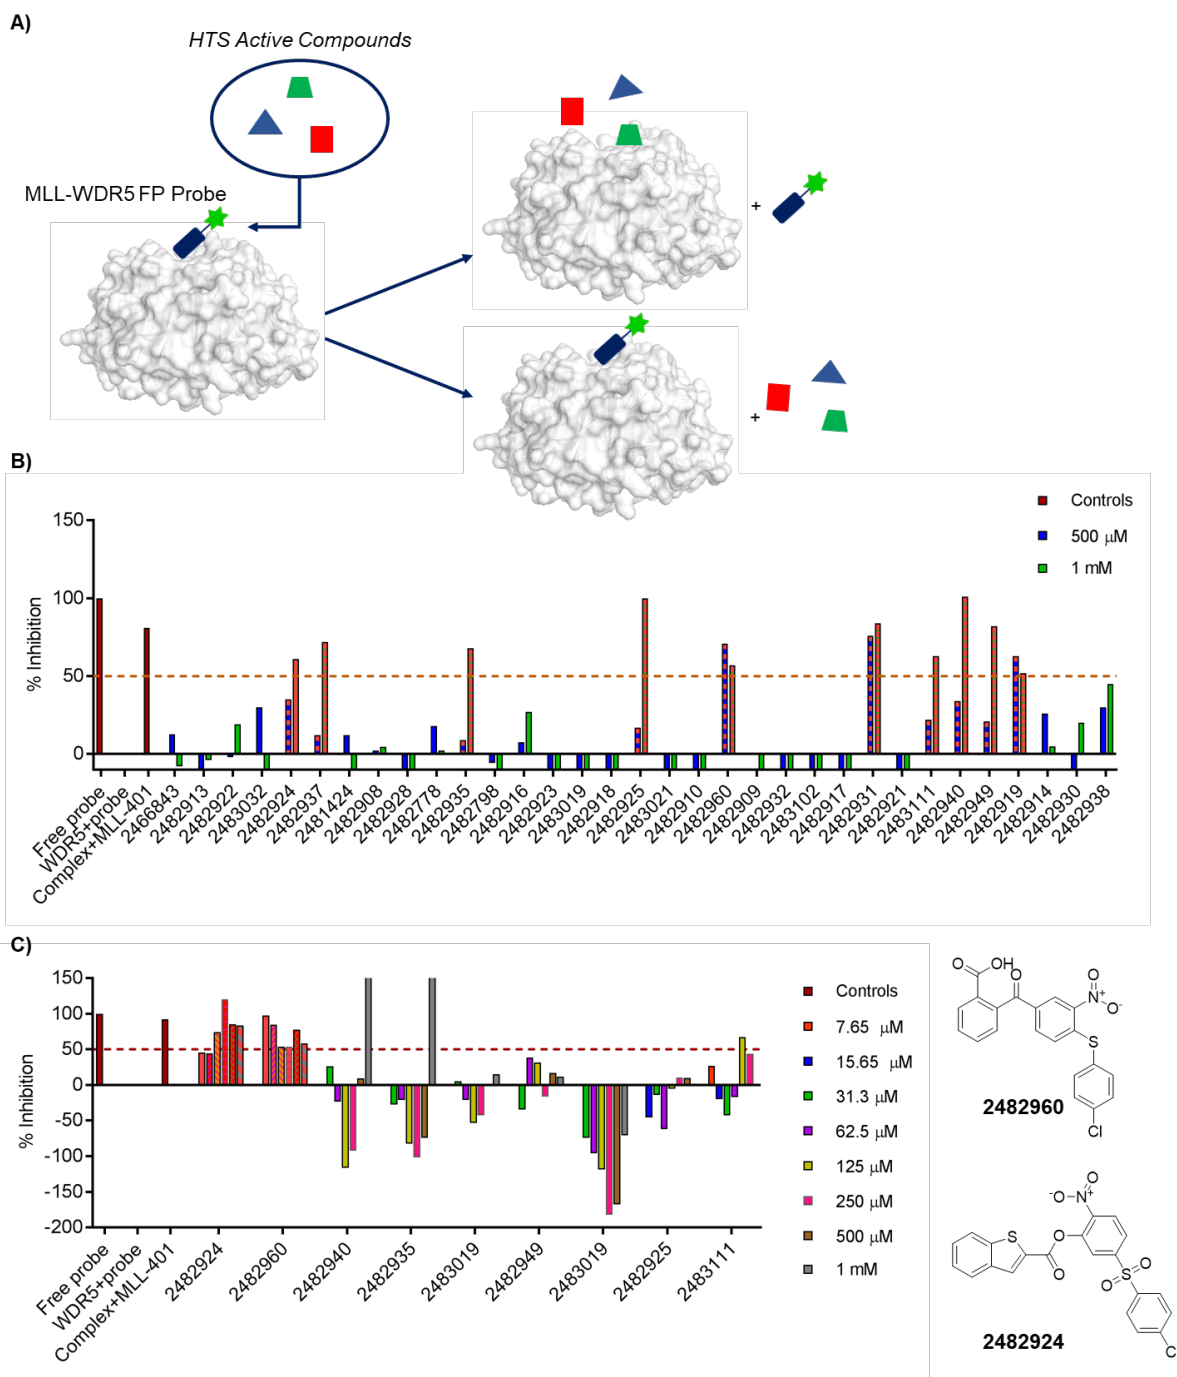 A)
HTS Active Compounds
MLL-WDR5 FP Probe
+
+
B)
Controls
500 μM
1 mM
% Inhibition
150
100
50
0
Free probe
WDR5+probe
Complex+MLL-401
2466843
2482913
2482922
2483032
2482924
2482937
2481424
2482908
2482928
2482778
2482935
2482798
2482916
2482923
2483019
2482918
2482925
2483021
2482910
2482960
2482909
2482932
2483102
2482917
2482931
2482921
2483111
2482940
2482949
2482919
2482914
2482930
2482938
C)
% Inhibition
150
100
50
0
-50
-100
-150
-200
Free probe
WDR5+probe
Complex+MLL-401
2482924
2482960
2482940
2482935
2483019
2482949
2483019
2482925
2483111
Controls
7.65 μM
15.65 μM
31.3 μM
62.5 μM
125 μM
250 μM
500 μM
1 mM
O
OH
O
O
N+
O-
S
Cl
2482960
O
-O
N+
S
O
O
O
S
O
C
2482924